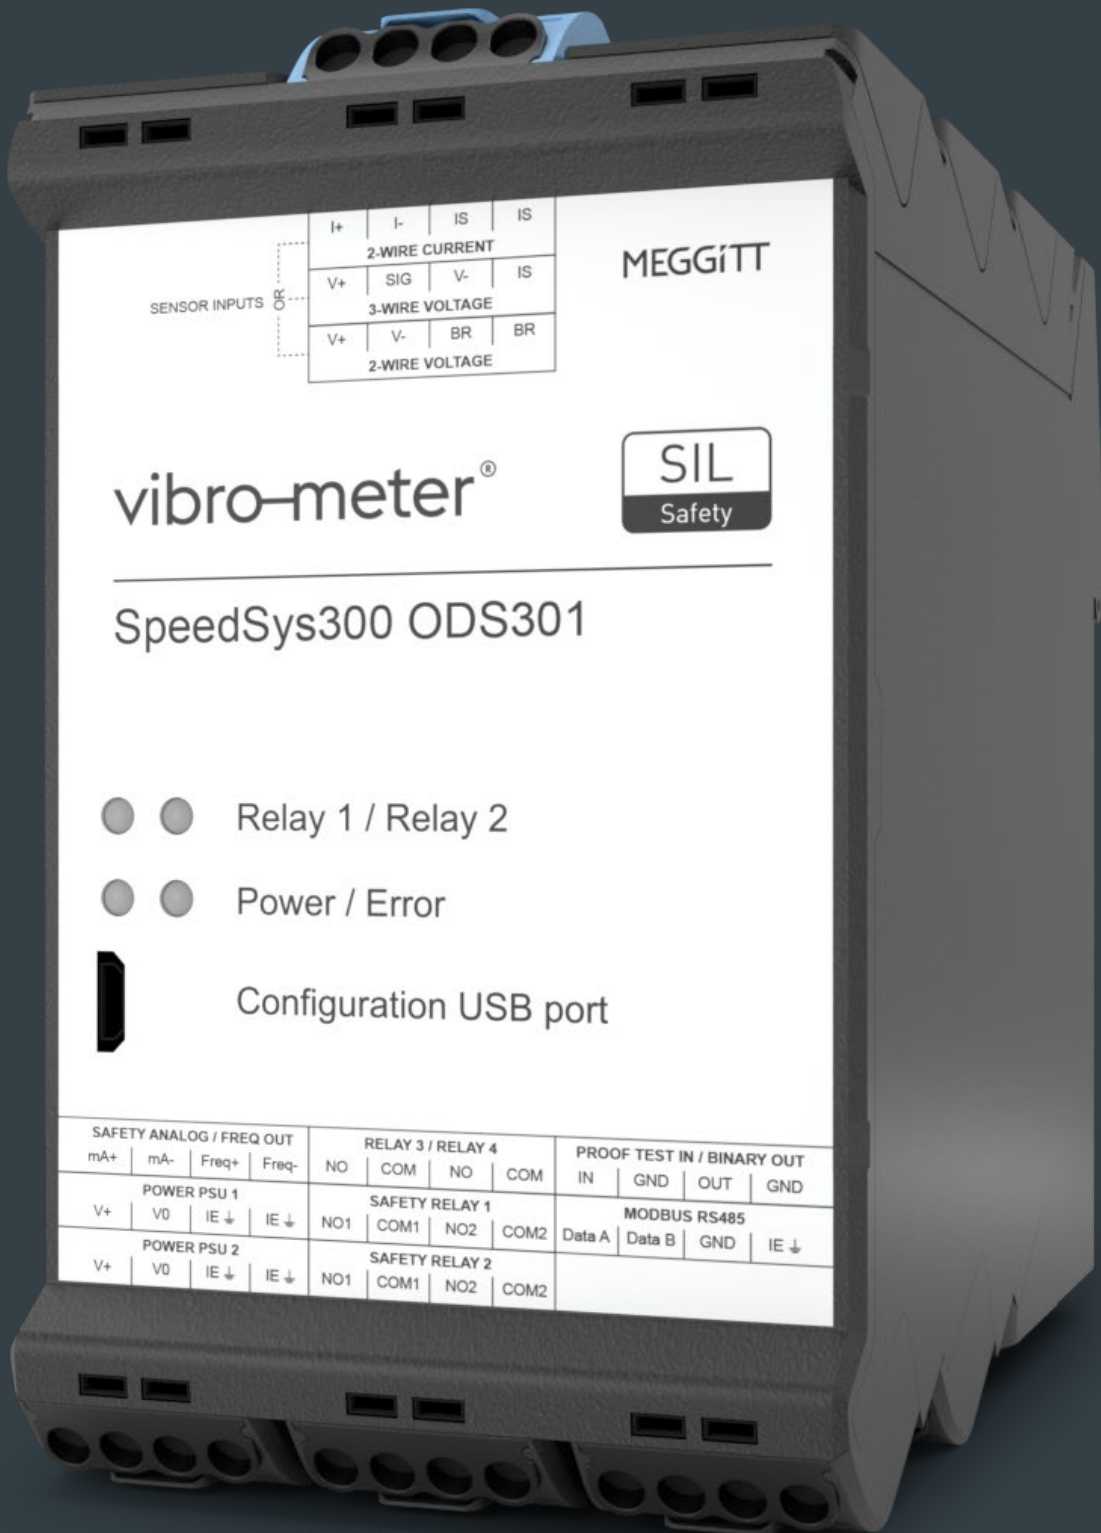 I+ I- IS IS
2-WIRE CURRENT
MEGGiTT
V+ SIG V- IS
SENSOR INPUTS OR
3-WIRE VOLTAGE
V+ V- BR BR
2-WIRE VOLTAGE
vibro-meter®
SIL
Safety
SpeedSys300 ODS301
Relay 1 / Relay 2
Power / Error
Configuration USB port
SAFETY ANALOG / FREQ OUT
mA+ mA- Freq+ Freq-
POWER PSU 1
V+ V0 IE ⏚ IE ⏚
POWER PSU 2
V+ V0 IE ⏚ IE ⏚
RELAY 3 / RELAY 4
NO COM NO COM
SAFETY RELAY 1
NO1 COM1 NO2 COM2
SAFETY RELAY 2
NO1 COM1 NO2 COM2
PROOF TEST IN / BINARY OUT
IN GND OUT GND
MODBUS RS485
Data A Data B GND IE ⏚